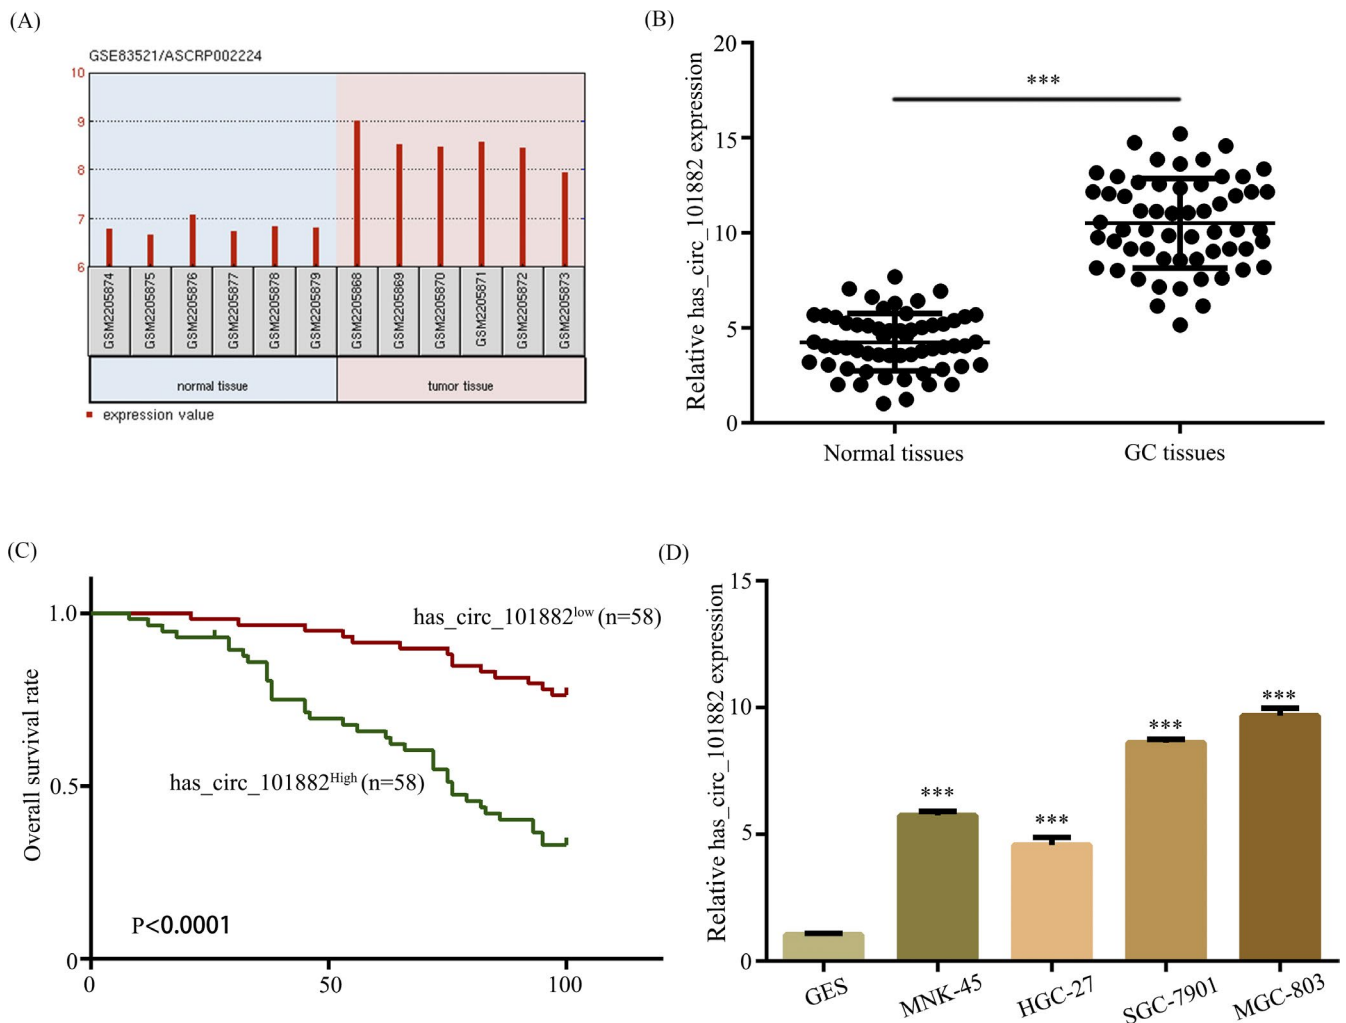 (A)
GSE83521/ASCRP002224
10
9
8
7
6
GSM2205874
GSM2205875
GSM2205876
GSM2205877
GSM2205878
GSM2205879
GSM2205868
GSM2205869
GSM2205870
GSM2205871
GSM2205872
GSM2205873
normal tissue
tumor tissue
expression value
(B)
Relative has_circ_101882 expression
20
15
10
5
0
***
Normal tissues
GC tissues
(C)
Overall survival rate
1.0
0.5
0
has_circ_101882low (n=58)
has_circ_101882High (n=58)
P<0.0001
0
50
100
(D)
Relative has_circ_101882 expression
15
10
5
0
***
***
***
***
GES
MNK-45
HGC-27
SGC-7901
MGC-803